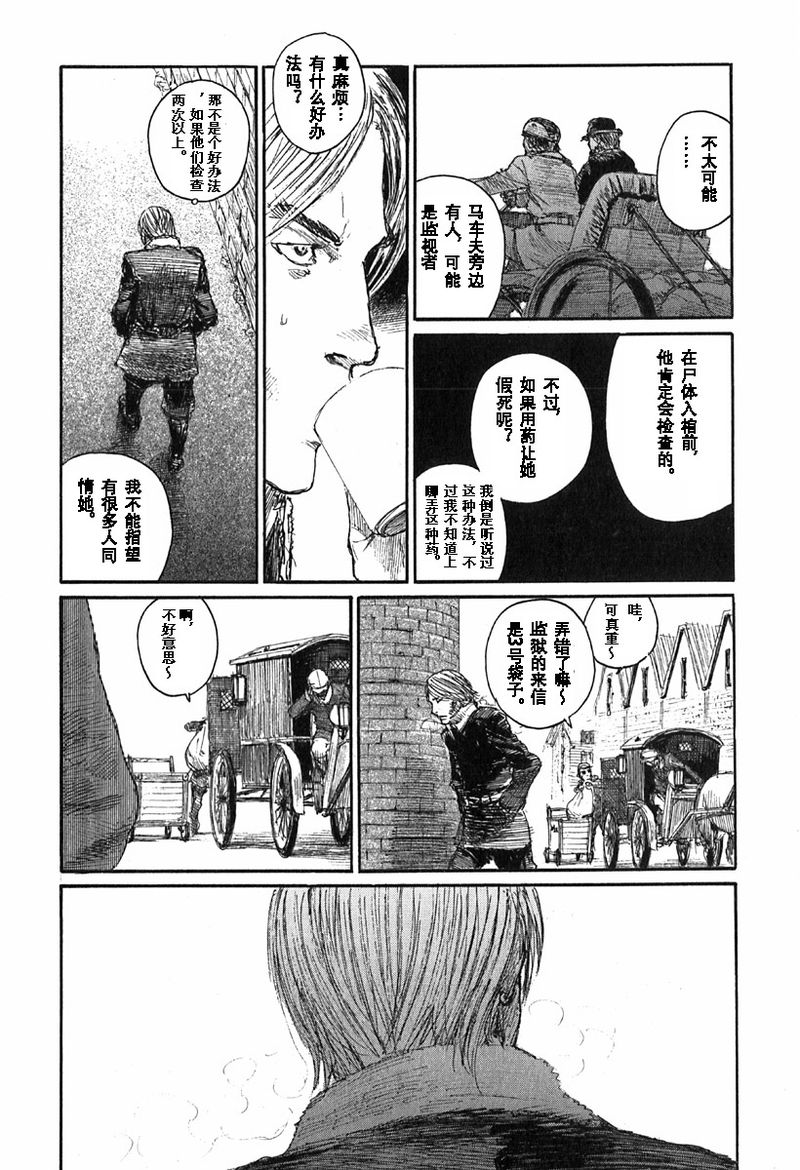 不太可能
……
马车夫旁边
有人，可能
是监视者
在尸体入棺前，
他肯定会检查
的。
不过，
如果用药让她
假死呢？
我倒是听说过
这种办法，不
过我不知道上
哪弄这种药。
真麻烦…
有什么好办
法吗？
那不是个好办法
，如果他们检查
两次以上。
我不能指望
有很多人同
情她。
哇，
可真重～
弄错了嘛～
监狱的来信
是3号袋子。
啊，
不好意思～